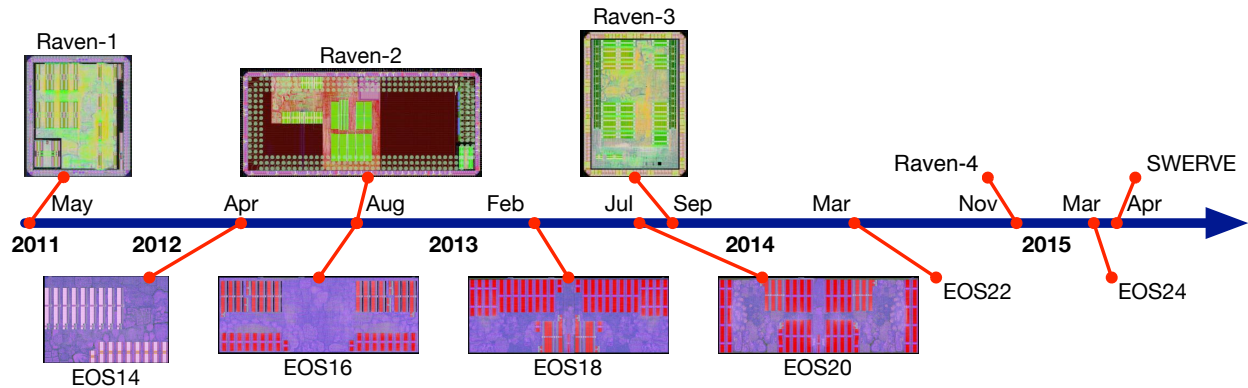 Raven-1
Raven-2
Raven-3
Raven-4
SWERVE
May
Apr
Aug
Feb
Jul
Sep
Mar
Nov
Mar
Apr
2011
2012
2013
2014
2015
EOS14
EOS16
EOS18
EOS20
EOS22
EOS24